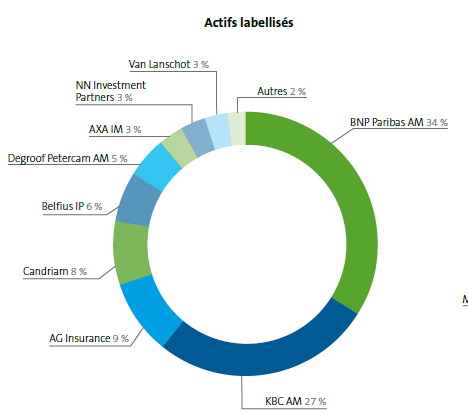 Actifs labellisés
Van Lanschot 3 %
NN Investment
Partners 3 %
Autres 2 %
AXA IM 3 %
BNP Paribas AM 34 %
Degroof Petercam AM 5 %
Belfius IP 6 %
Candriam 8 %
AG Insurance 9 %
KBC AM 27 %